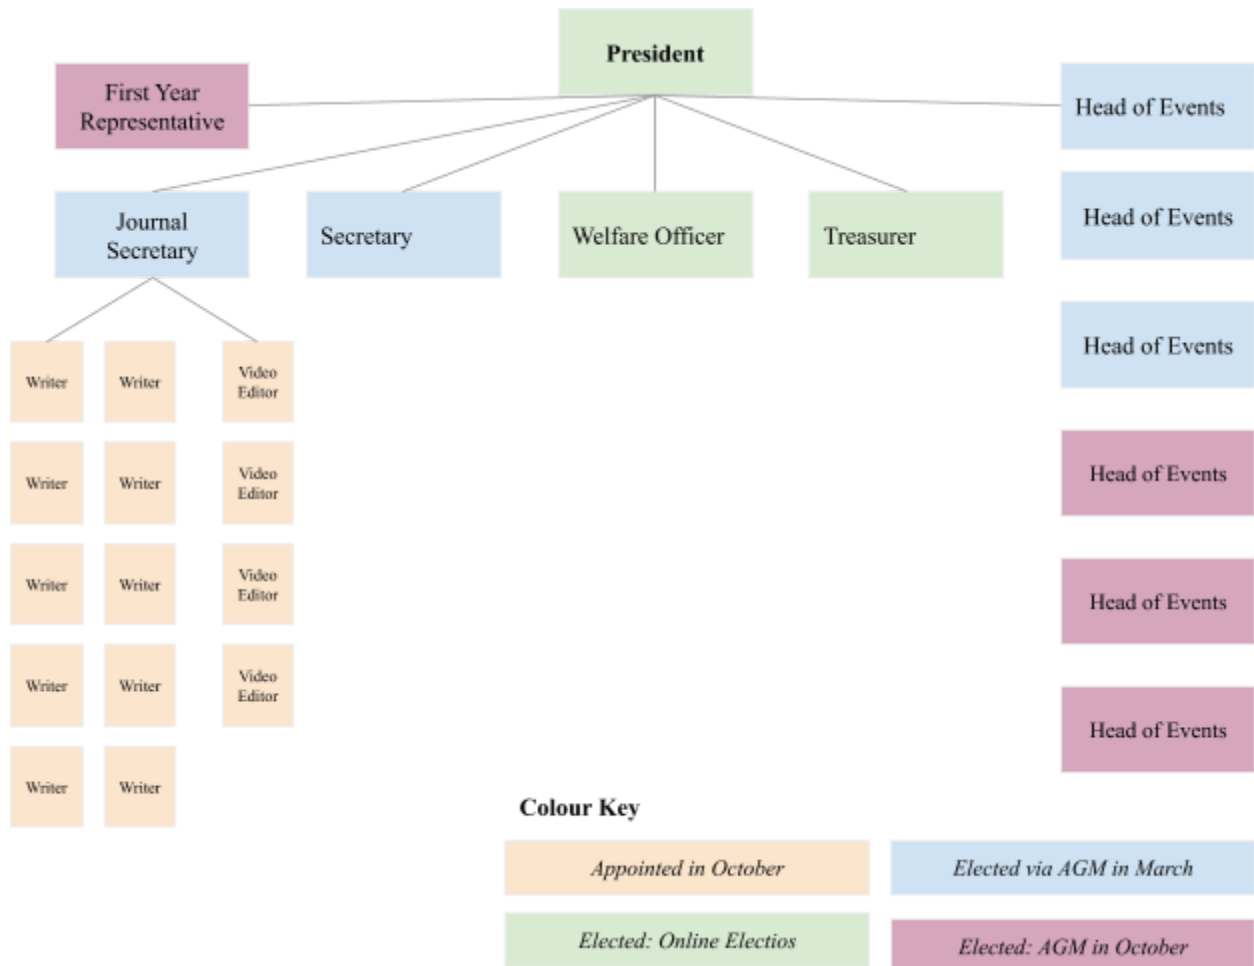 President
First Year
Representative
Head of Events
Journal
Secretary
Secretary
Welfare Officer
Treasurer
Head of Events
Head of Events
Writer
Writer
Video
Editor
Head of Events
Writer
Writer
Video
Editor
Head of Events
Writer
Writer
Video
Editor
Head of Events
Writer
Writer
Video
Editor
Writer
Writer
Colour Key
Appointed in October
Elected via AGM in March
Elected: Online Electios
Elected: AGM in October